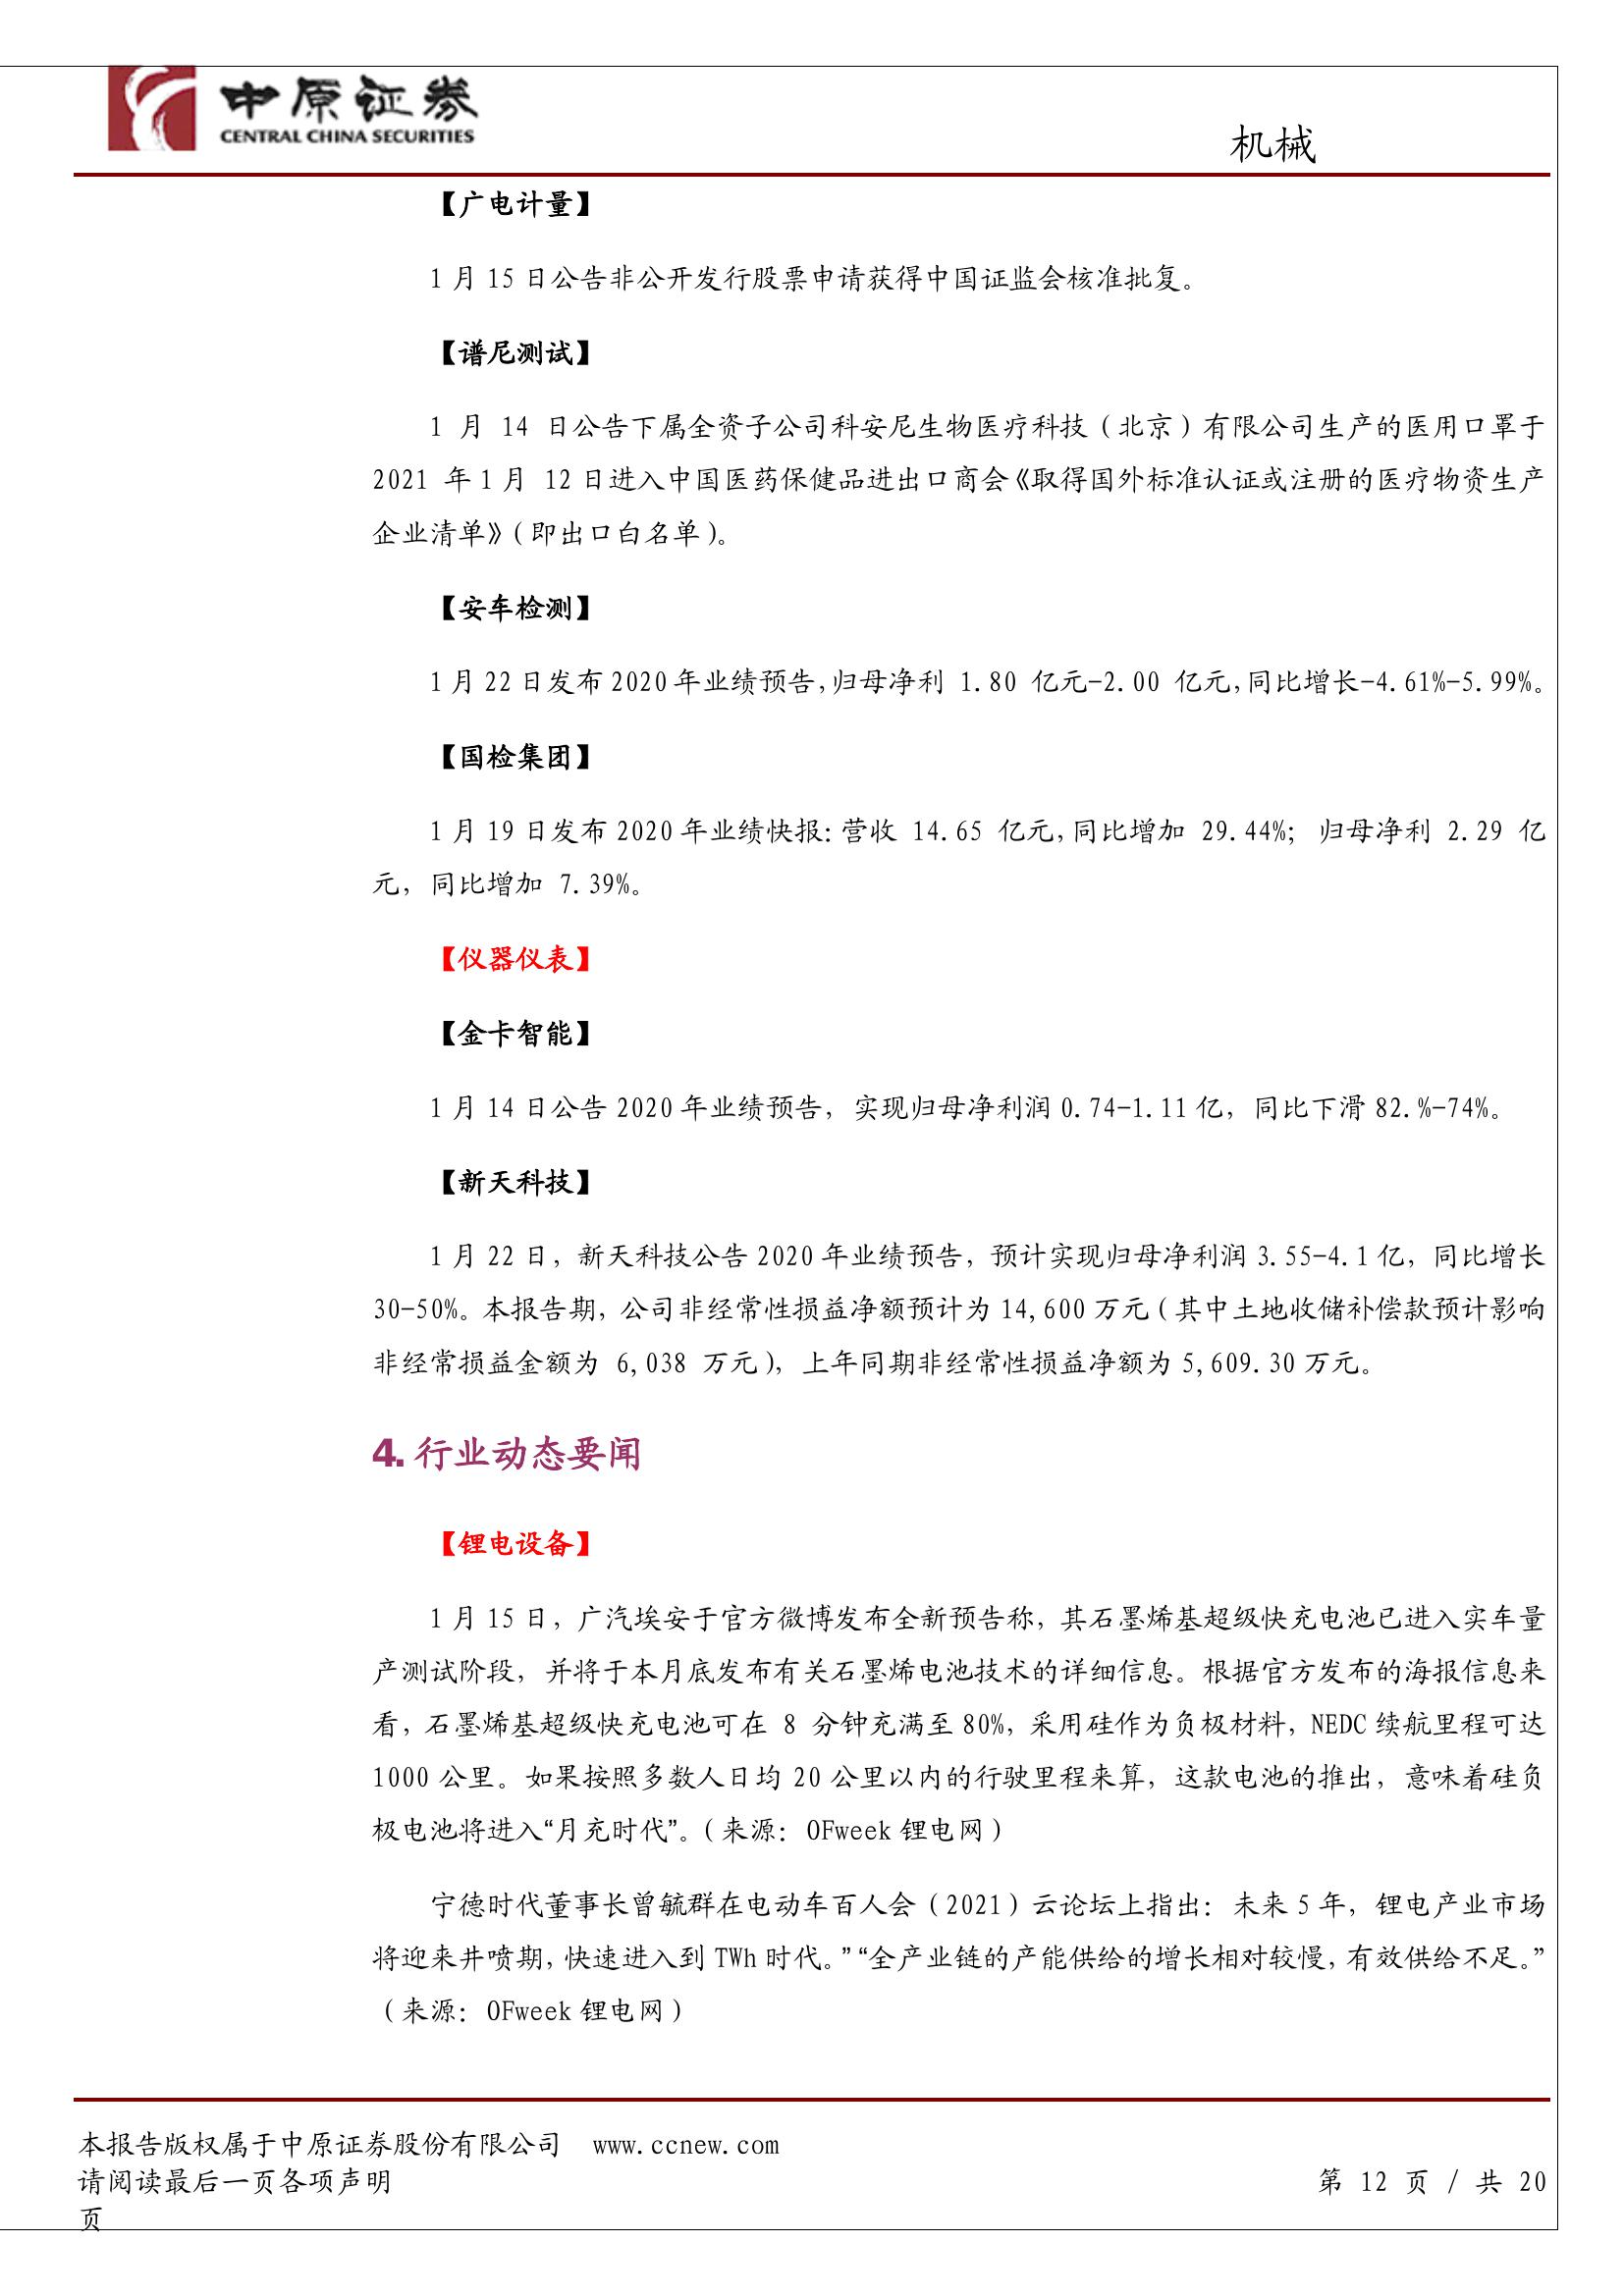 中原证券
CENTRAL CHINA SECURITIES
机械
【广电计量】
1 月 15 日公告非公开发行股票申请获得中国证监会核准批复。
【谱尼测试】
1 月 14 日公告下属全资子公司科安尼生物医疗科技（北京）有限公司生产的医用口罩于
2021 年 1 月 12 日进入中国医药保健品进出口商会《取得国外标准认证或注册的医疗物资生产
企业清单》（即出口白名单）。
【安车检测】
1 月 22 日发布 2020 年业绩预告，归母净利 1.80 亿元-2.00 亿元，同比增长-4.61%-5.99%。
【国检集团】
1 月 19 日发布 2020 年业绩快报：营收 14.65 亿元，同比增加 29.44%；归母净利 2.29 亿
元，同比增加 7.39%。
【仪器仪表】
【金卡智能】
1 月 14 日公告 2020 年业绩预告，实现归母净利润 0.74-1.11 亿，同比下滑 82.%-74%。
【新天科技】
1 月 22 日，新天科技公告 2020 年业绩预告，预计实现归母净利润 3.55-4.1 亿，同比增长
30-50%。本报告期，公司非经常性损益净额预计为 14,600 万元（其中土地收储补偿款预计影响
非经常损益金额为 6,038 万元），上年同期非经常性损益净额为 5,609.30 万元。
4. 行业动态要闻
【锂电设备】
1 月 15 日，广汽埃安于官方微博发布全新预告称，其石墨烯基超级快充电池已进入实车量
产测试阶段，并将于本月底发布有关石墨烯电池技术的详细信息。根据官方发布的海报信息来
看，石墨烯基超级快充电池可在 8 分钟充满至 80%，采用硅作为负极材料，NEDC 续航里程可达
1000 公里。如果按照多数人日均 20 公里以内的行驶里程来算，这款电池的推出，意味着硅负
极电池将进入“月充时代”。（来源：OFweek 锂电网）
宁德时代董事长曾毓群在电动车百人会（2021）云论坛上指出：未来 5 年，锂电产业市场
将迎来井喷期，快速进入到 TWh 时代。”“全产业链的产能供给的增长相对较慢，有效供给不足。”
（来源：OFweek 锂电网）
本报告版权属于中原证券股份有限公司 www.ccnew.com
请阅读最后一页各项声明 第 12 页 / 共 20
页